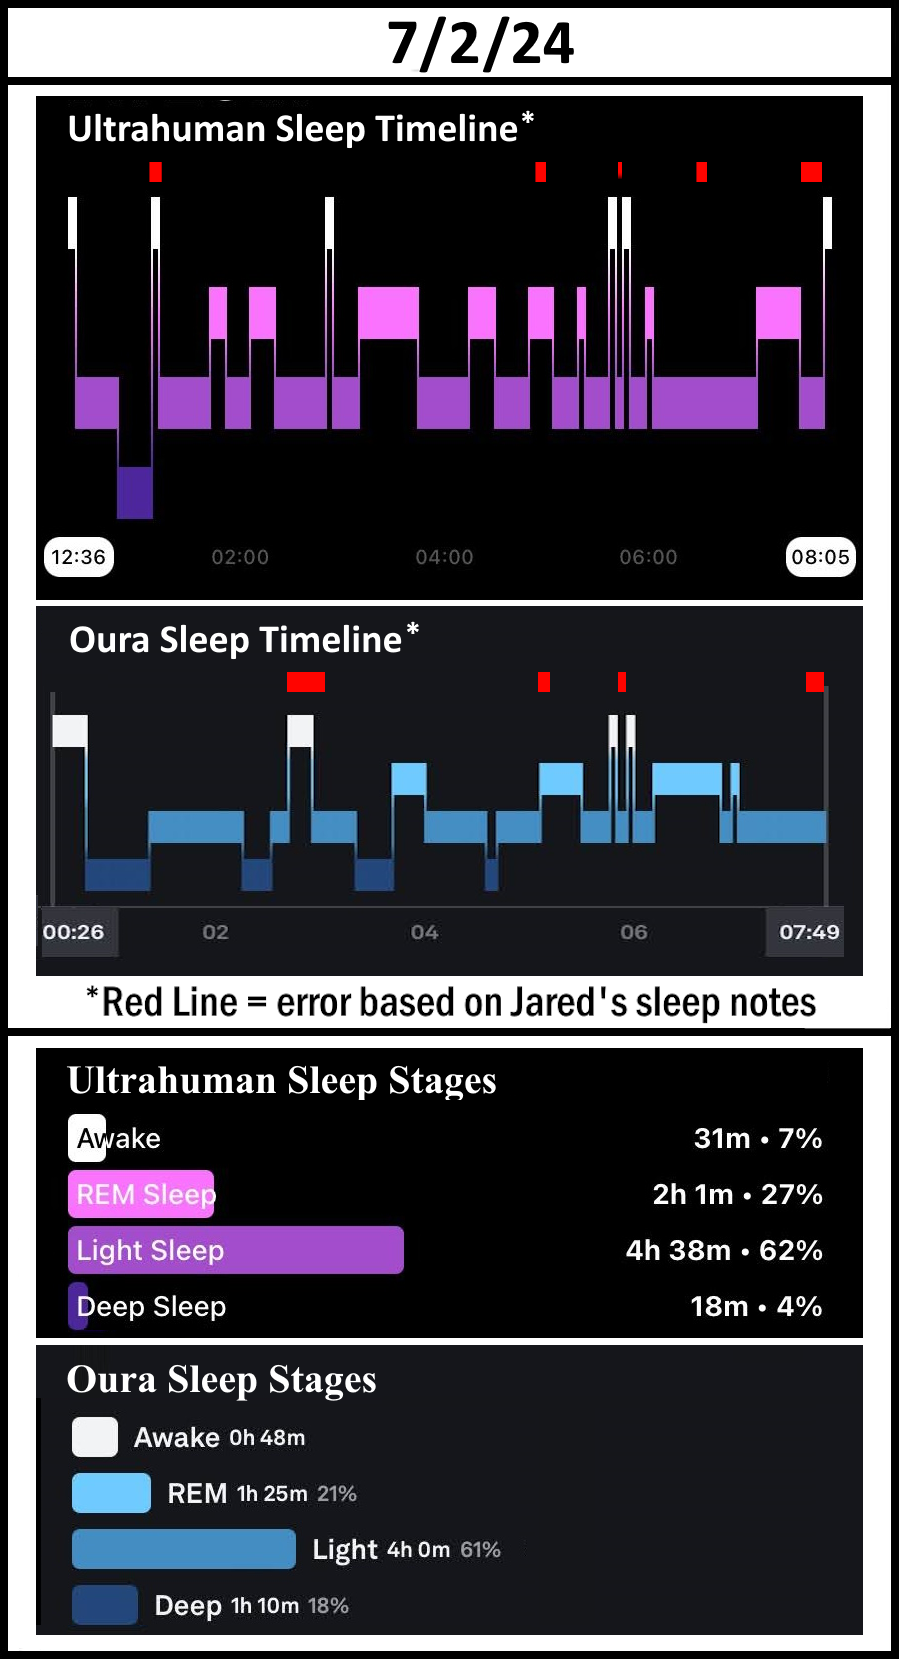 7/2/24
Ultrahuman Sleep Timeline*
12:36 02:00 04:00 06:00 08:05
Oura Sleep Timeline*
00:26 02 04 06 07:49
*Red Line = error based on Jared's sleep notes
Ultrahuman Sleep Stages
Awake 31m • 7%
REM Sleep 2h 1m • 27%
Light Sleep 4h 38m • 62%
Deep Sleep 18m • 4%
Oura Sleep Stages
Awake 0h 48m
REM 1h 25m 21%
Light 4h 0m 61%
Deep 1h 10m 18%